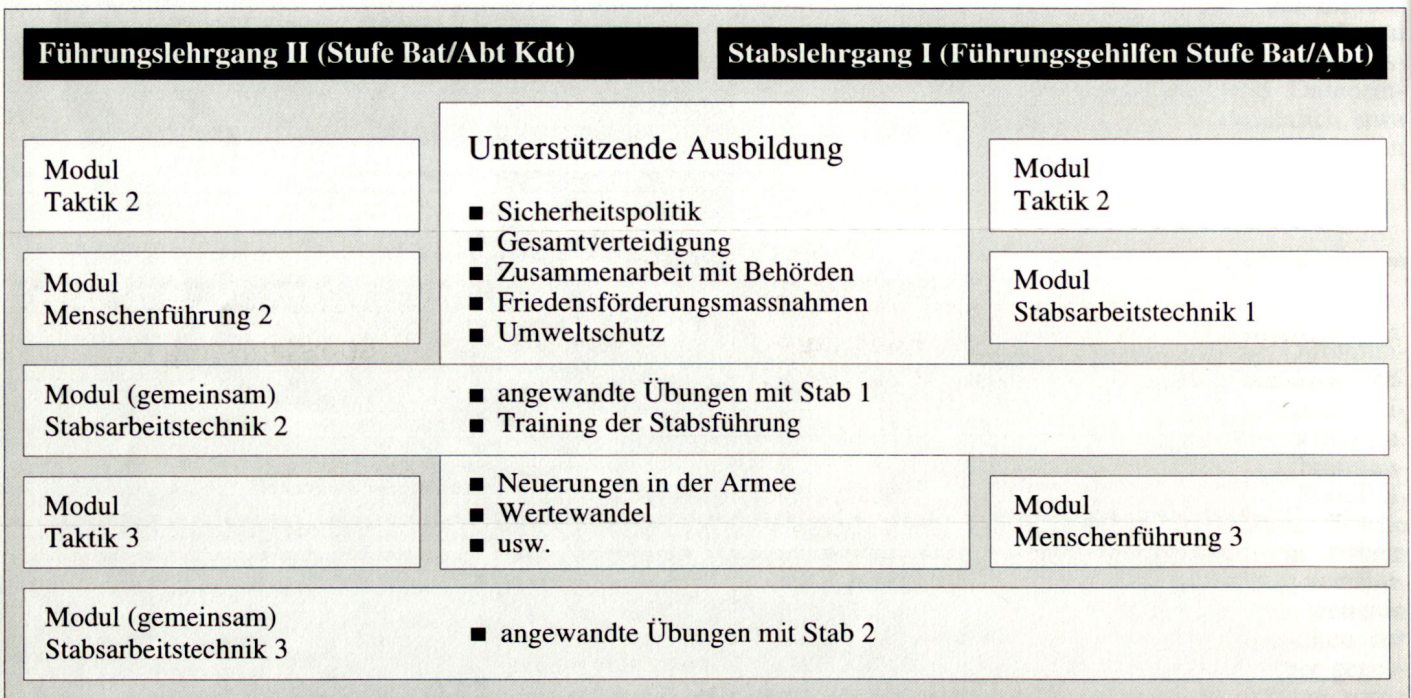 Führungslehrgang II (Stufe Bat/Abt Kdt)
Stabslehrgang I (Führungsgehilfen Stufe Bat/Abt)
Modul
Taktik 2
Modul
Menschenführung 2
Unterstützende Ausbildung
■ Sicherheitspolitik
■ Gesamtverteidigung
■ Zusammenarbeit mit Behörden
■ Friedensförderungsmassnahmen
■ Umweltschutz
Modul
Taktik 2
Modul
Stabsarbeitstechnik 1
Modul (gemeinsam)
Stabsarbeitstechnik 2
■ angewandte Übungen mit Stab 1
■ Training der Stabsführung
Modul
Taktik 3
■ Neuerungen in der Armee
■ Wertewandel
■ usw.
Modul
Menschenführung 3
Modul (gemeinsam)
Stabsarbeitstechnik 3
■ angewandte Übungen mit Stab 2